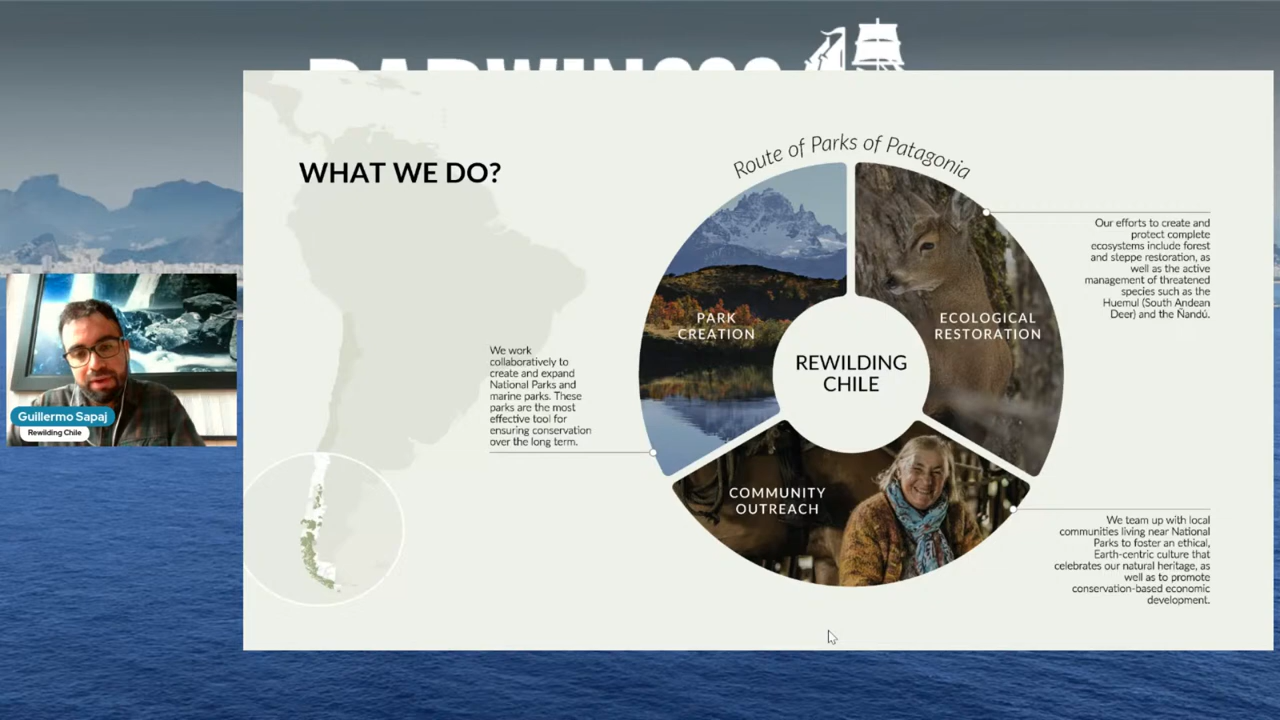 DARWIN200
WHAT WE DO?
Route of Parks of Patagonia
PARK
CREATION
ECOLOGICAL
RESTORATION
REWILDING
CHILE
COMMUNITY
OUTREACH
Our efforts to create and
protect complete
ecosystems include forest
and steppe restoration, as
well as the active
management of threatened
species such as the
Huemul (South Andean
Deer) and the Ñandú.
We work
collaboratively to
create and expand
National Parks and
marine parks. These
parks are the most
effective tool for
ensuring conservation
over the long term.
We team up with local
communities living near National
Parks to foster an ethical,
Earth-centric culture that
celebrates our natural heritage, as
well as to promote
conservation-based economic
development.
Guillermo Sapaj
Rewilding Chile